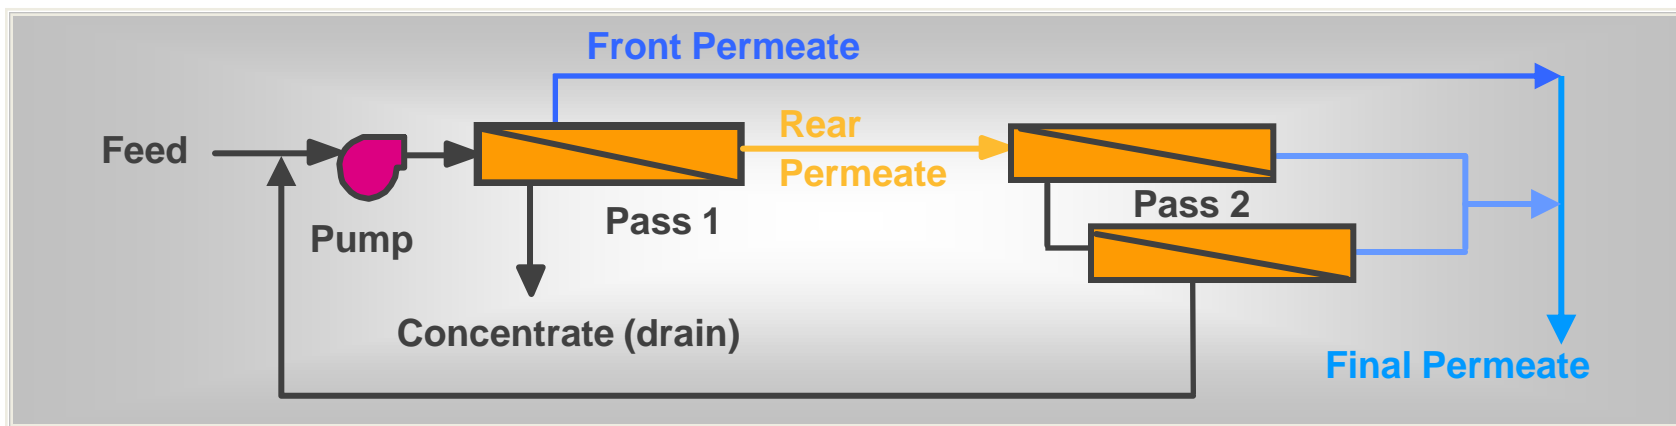 Front Permeate
Feed
Rear
Permeate
Pump
Pass 1
Pass 2
Concentrate (drain)
Final Permeate